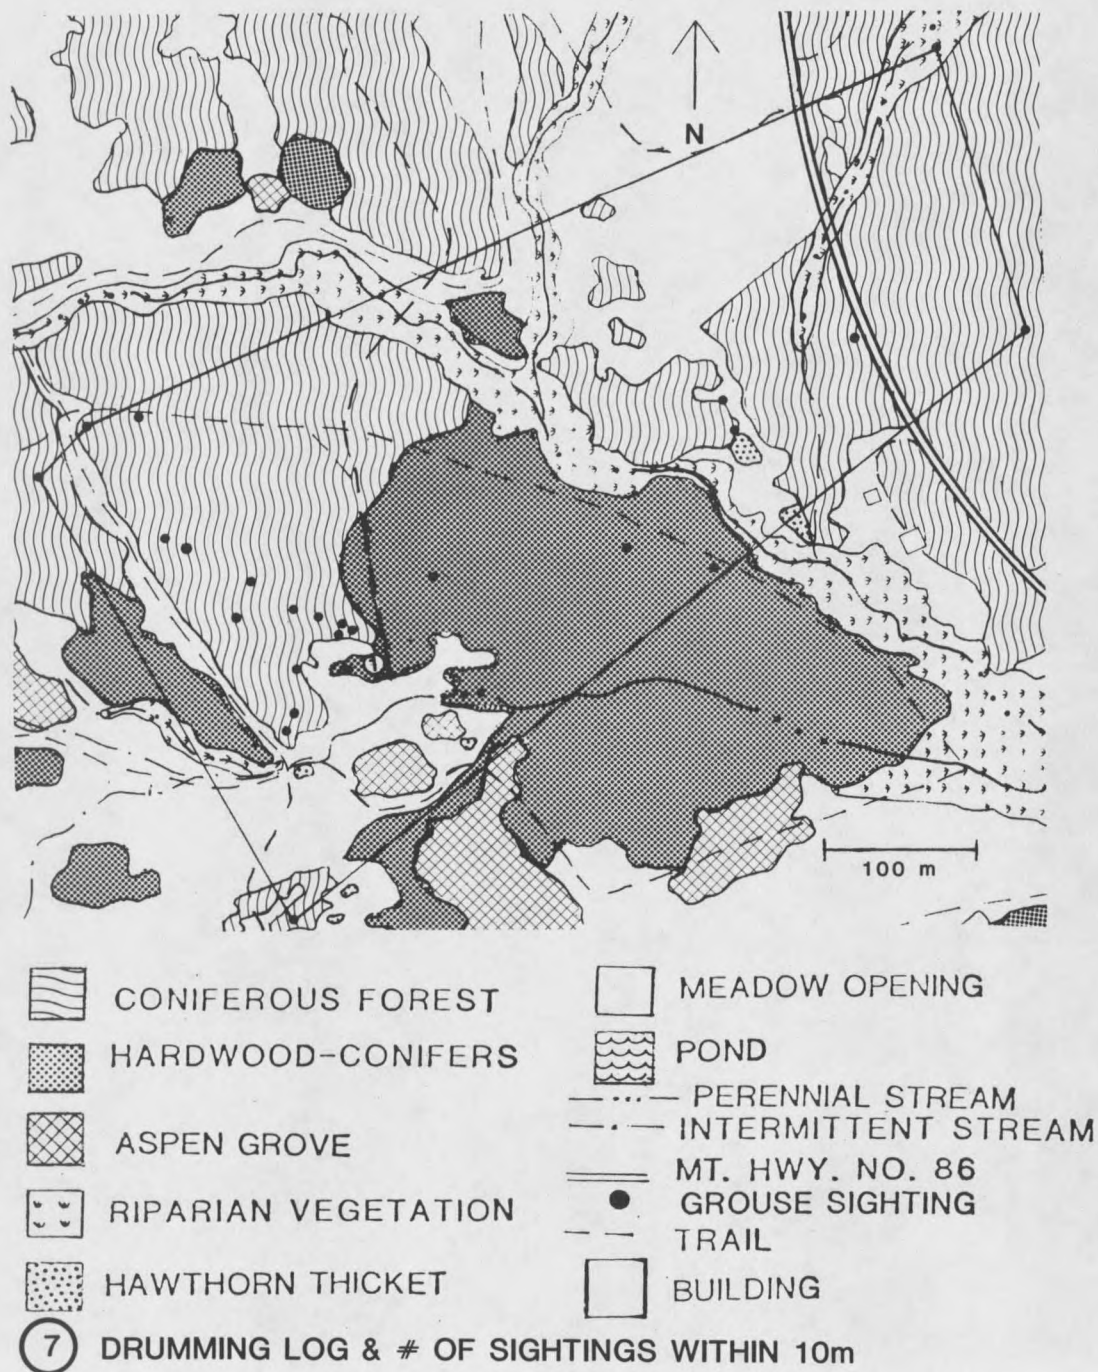 N
1
100 m
CONIFEROUS FOREST
HARDWOOD-CONIFERS
ASPEN GROVE
RIPARIAN VEGETATION
HAWTHORN THICKET
MEADOW OPENING
POND
PERENNIAL STREAM
INTERMITTENT STREAM
MT. HWY. NO. 86
GROUSE SIGHTING
TRAIL
BUILDING
7 DRUMMING LOG & # OF SIGHTINGS WITHIN 10m